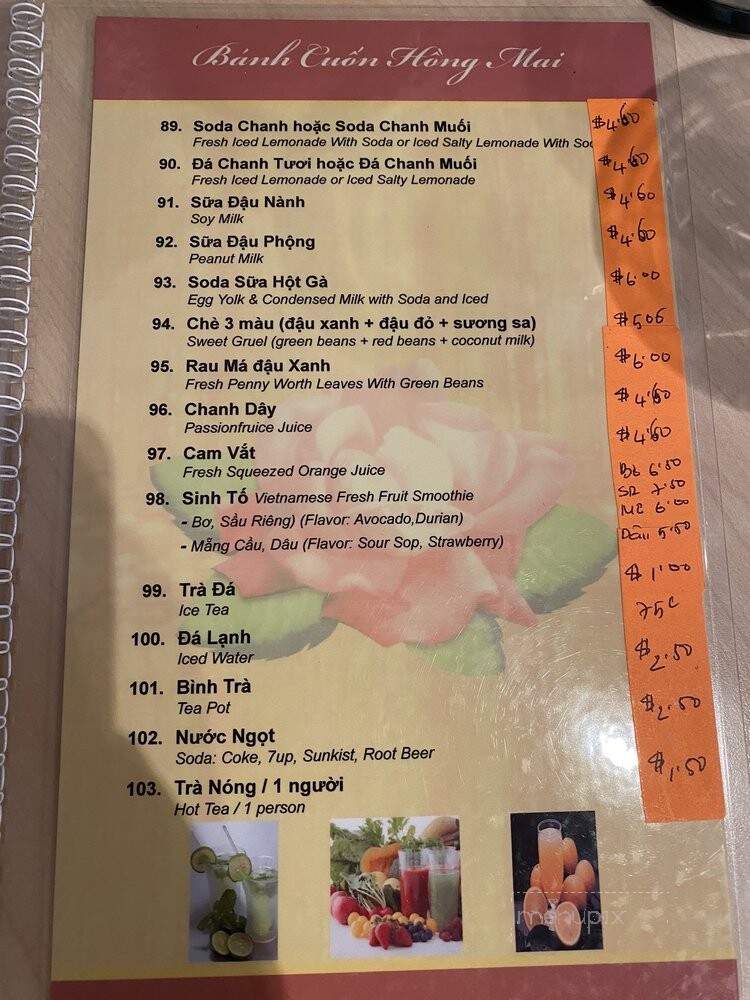 Bánh Cuốn Hồng Mai
89. Soda Chanh hoặc Soda Chanh Muối $4.60
Fresh Iced Lemonade With Soda or Iced Salty Lemonade With
90. Đá Chanh Tươi hoặc Đá Chanh Muối $4.60
Fresh Iced Lemonade or Iced Salty Lemonade
91. Sữa Đậu Nành $4.60
Soy Milk
92. Sữa Đậu Phộng $4.60
Peanut Milk
93. Soda Sữa Hột Gà $6.00
Egg Yolk & Condensed Milk with Soda and Iced
94. Chè 3 màu (đậu xanh + đậu đỏ + sương sa)
Sweet Gruel (green beans + red beans + coconut milk)
95. Rau Má đậu Xanh $6.00
Fresh Penny Worth Leaves With Green Beans
96. Chanh Dây $4.60
Passionfruice Juice
97. Cam Vắt $4.60
Fresh Squeezed Orange Juice
98. Sinh Tố Vietnamese Fresh Fruit Smoothie
Bơ 6.50
SR 7.50
- Bơ, Sầu Riêng) (Flavor: Avocado,Durian)
MC 6.00
- Mãng Cầu, Dâu (Flavor: Sour Sop, Strawberry)
Dâu 5.50
99. Trà Đá $1.00
Ice Tea
100. Đá Lạnh 75c
Iced Water
101. Bình Trà $2.50
Tea Pot
102. Nước Ngọt $2.50
Soda: Coke, 7up, Sunkist, Root Beer
103. Trà Nóng / 1 người $1.50
Hot Tea / 1 person
menupix